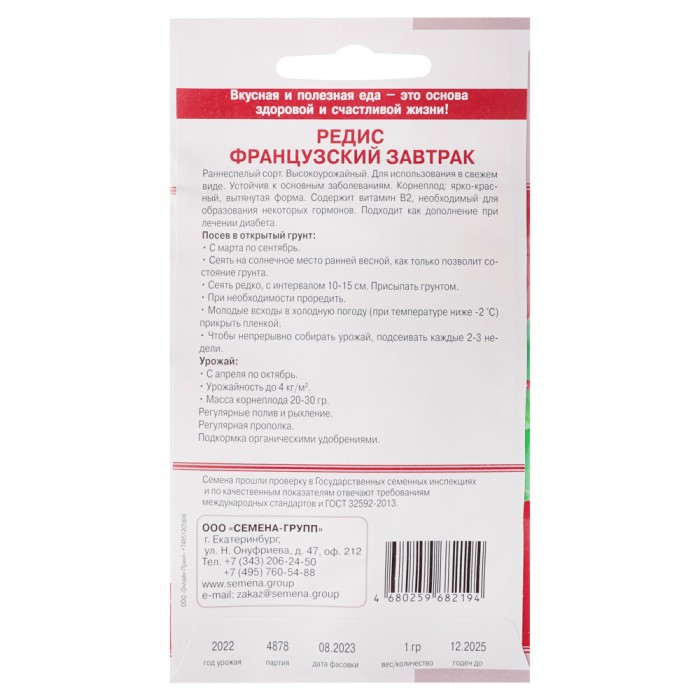 Вкусная и полезная еда – это основа
здоровой и счастливой жизни!
РЕДИС
ФРАНЦУЗСКИЙ ЗАВТРАК
Раннеспелый сорт. Высокоурожайный. Для использования в свежем
виде. Устойчив к основным заболеваниям. Корнеплод: ярко-крас-
ный, вытянутая форма. Содержит витамин В2, необходимый для
образования некоторых гормонов. Подходит как дополнение при
лечении диабета.
Посев в открытый грунт:
• С марта по сентябрь.
• Сеять на солнечное место ранней весной, как только позволит со-
стояние грунта.
• Сеять редко, с интервалом 10-15 см. Присыпать грунтом.
• При необходимости проредить.
• Молодые всходы в холодную погоду (при температуре ниже -2˚С)
прикрыть пленкой.
• Чтобы непрерывно собирать урожай, подсеивать каждые 2-3 не-
дели.
Урожай:
• С апреля по октябрь.
• Урожайность до 4 кг/м².
• Масса корнеплода 20-30 гр.
Регулярные полив и рыхление.
Регулярная прополка.
Подкормка органическими удобрениями.
Семена прошли проверку в Государственных семенных инспекциях
и по качественным показателям отвечают требованиям
международных стандартов и ГОСТ 32592-2013.
ООО «СЕМЕНА-ГРУПП»
г. Екатеринбург,
ул. Н. Онуфриева, д. 47, оф. 212
Тел. +7 (343) 206-24-50
+7 (495) 760-54-88
www.semena.group
e-mail: zakaz@semena.group
4 680259 682194
2022 4878 08.2023 1 гр 12.2025
год урожая партия дата фасовки вес/количество годен до